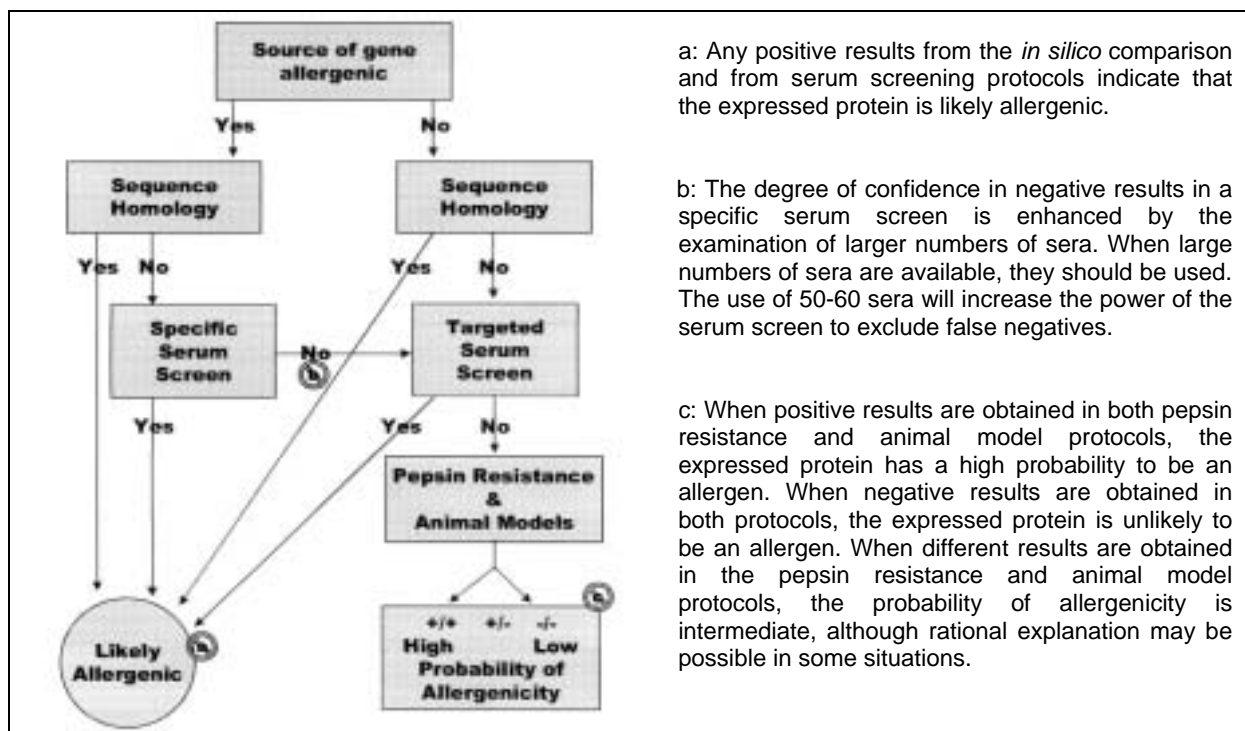 Source of gene
allergenic
Yes
No
Sequence
Homology
Sequence
Homology
Yes
No
Yes
No
Specific
Serum
Screen
No
b
Targeted
Serum
Screen
Yes
Yes
No
Pepsin Resistance
&
Animal Models
Likely
Allergenic
a
c
+/+ +/- -/-
High Low
Probability of
Allergenicity
a: Any positive results from the in silico comparison
and from serum screening protocols indicate that
the expressed protein is likely allergenic.
b: The degree of confidence in negative results in a
specific serum screen is enhanced by the
examination of larger numbers of sera. When large
numbers of sera are available, they should be used.
The use of 50-60 sera will increase the power of the
serum screen to exclude false negatives.
c: When positive results are obtained in both pepsin
resistance and animal model protocols, the
expressed protein has a high probability to be an
allergen. When negative results are obtained in
both protocols, the expressed protein is unlikely to
be an allergen. When different results are obtained
in the pepsin resistance and animal model
protocols, the probability of allergenicity is
intermediate, although rational explanation may be
possible in some situations.